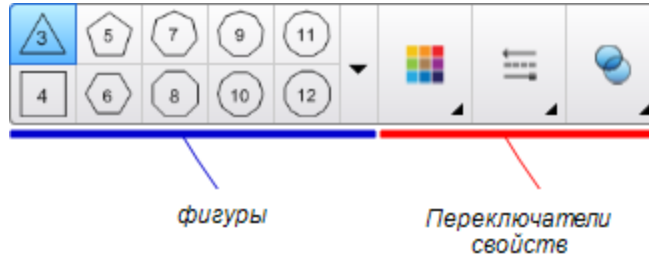 3 5 7 9 11
4 6 8 10 12
фигуры
Переключатели
свойств